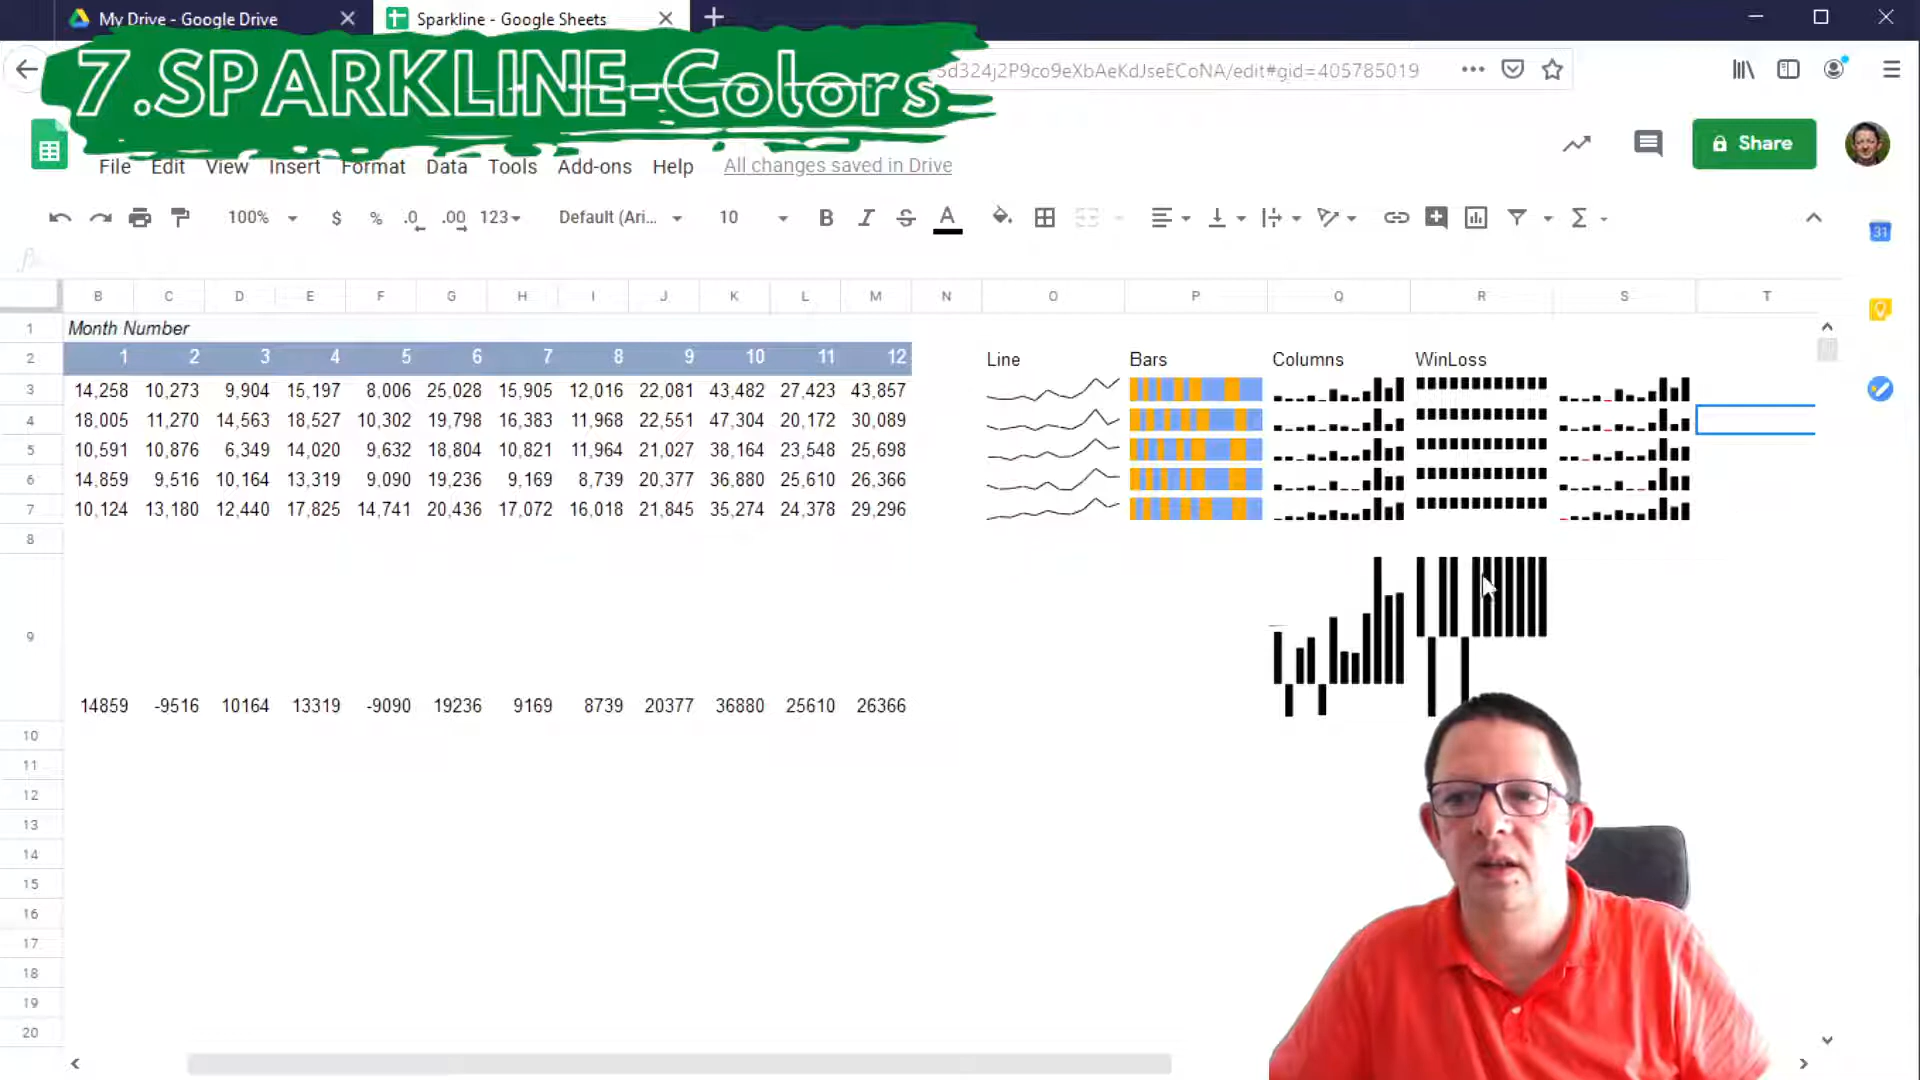 My Drive - Google Drive
Sparkline - Google Sheets
7.SPARKLINE-Colors
5d324j2P9co9eXbAeKdJseECoNA/edit#gid=405785019
Share
File Edit View Insert Format Data Tools Add-ons Help All changes saved in Drive
100% $ % .0 .00 123 Default (Ari... 10 B I S A Σ
31
B C D E F G H I J K L M N O P Q R S T
1 Month Number
2 1 2 3 4 5 6 7 8 9 10 11 12 Line Bars Columns WinLoss
3 14,258 10,273 9,904 15,197 8,006 25,028 15,905 12,016 22,081 43,482 27,423 43,857
4 18,005 11,270 14,563 18,527 10,302 19,798 16,383 11,968 22,551 47,304 20,172 30,089
5 10,591 10,876 6,349 14,020 9,632 18,804 10,821 11,964 21,027 38,164 23,548 25,698
6 14,859 9,516 10,164 13,319 9,090 19,236 9,169 8,739 20,377 36,880 25,610 26,366
7 10,124 13,180 12,440 17,825 14,741 20,436 17,072 16,018 21,845 35,274 24,378 29,296
8
9 14859 -9516 10164 13319 -9090 19236 9169 8739 20377 36880 25610 26366
10
11
12
13
14
15
16
17
18
19
20